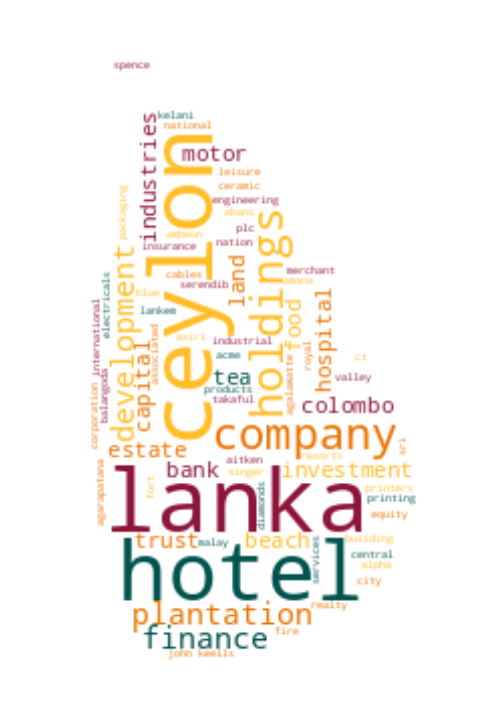 spence
kelani
national
industries
ceylon
motor
leisure
ceramic
packaging
engineering
abans
holdings
plc
ambeon
nation
insurance
development
land
merchant
cables
amana
serendib
electricals
blue
hospital
food
international
lankem
asiri
industrial
capital
associated
royal
acme
ct
agalawatte
tea
valley
balangoda
products
takaful
colombo
corporation
company
sri
estate
resorts
aitken
bank
singer
investment
agarapatana
lanka
fort
diamonds
printers
printing
equity
trust
malay
beach
building
services
central
hotel
alpha
city
realty
plantation
fire
finance
john keells